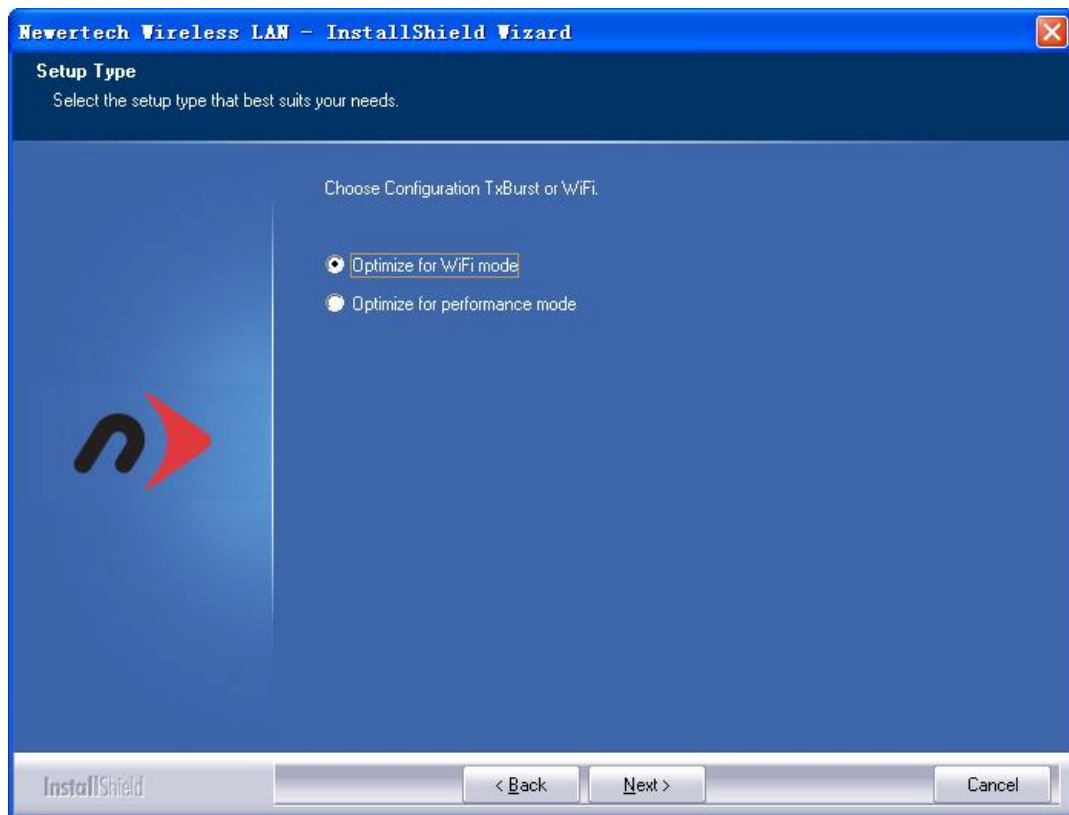 Newertech Wireless LAN - InstallShield Wizard
Setup Type
Select the setup type that best suits your needs.
Choose Configuration TxBurst or WiFi.
Optimize for WiFi mode
Optimize for performance mode
InstallShield
< Back
Next >
Cancel